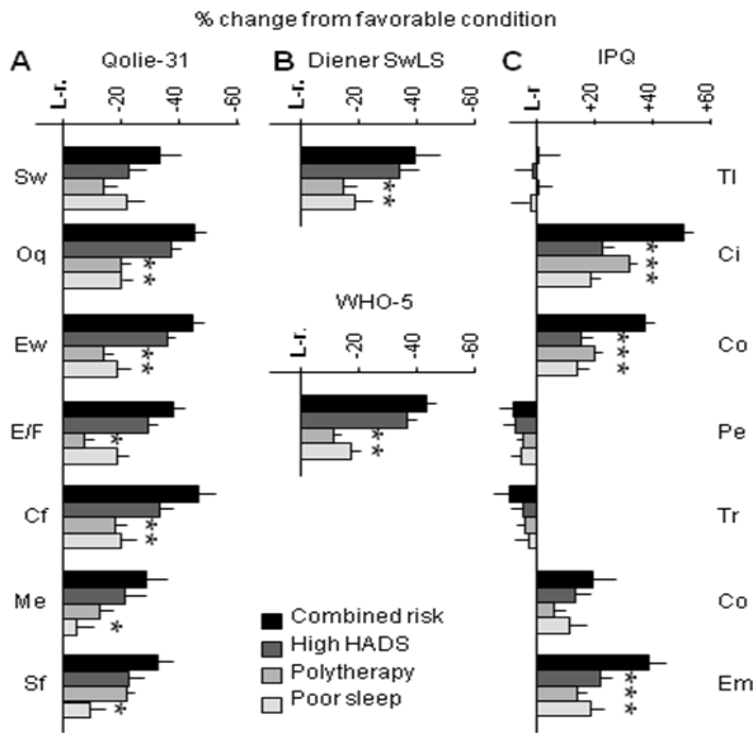 % change from favorable condition
A
Qolie-31
L-r.
-20
-40
-60
Sw
Oq
*
*
Ew
*
*
E/F
*
Cf
*
*
Me
*
Sf
*
B
Diener SwLS
L-r.
-20
-40
-60
*
*
WHO-5
L-r.
-20
-40
-60
*
*
Combined risk
High HADS
Polytherapy
Poor sleep
C
IPQ
L-r
+20
+40
+60
Tl
Ci
*
*
*
Co
*
*
*
Pe
Tr
Co
Em
*
*
*